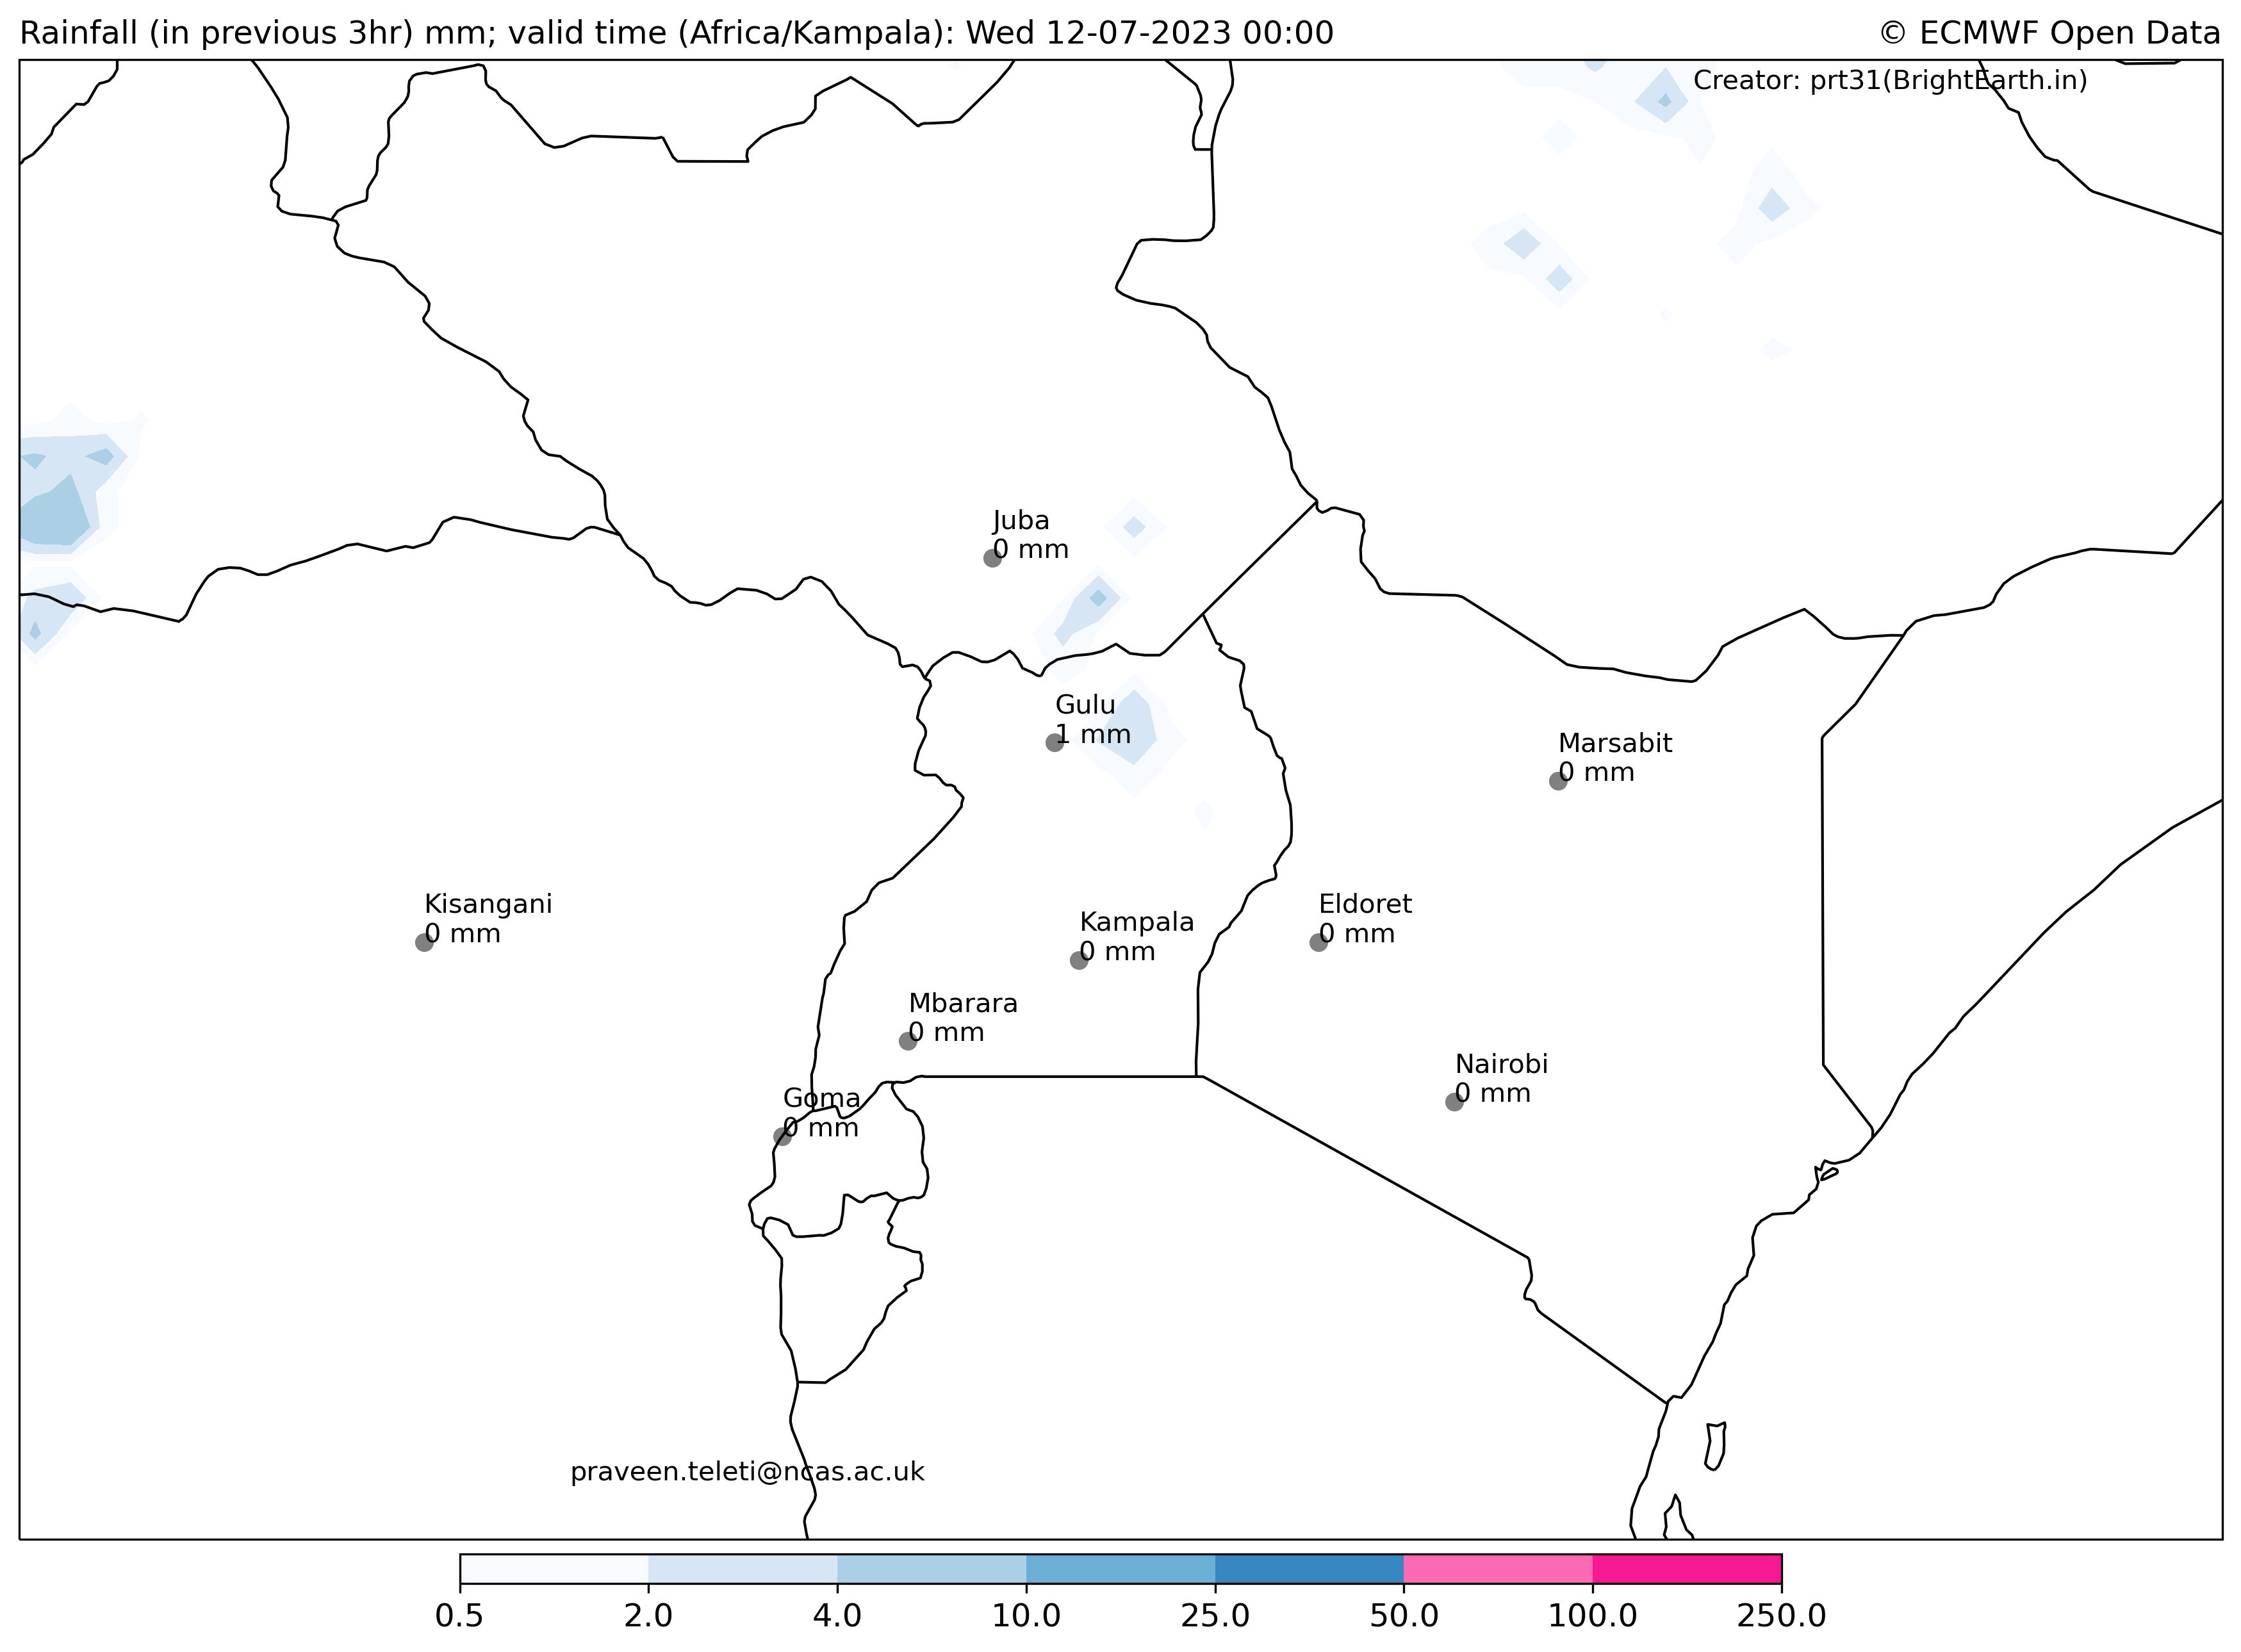 Rainfall (in previous 3hr) mm; valid time (Africa/Kampala): Wed 12-07-2023 00:00
© ECMWF Open Data
Creator: prt31(BrightEarth.in)
Juba
0 mm
Gulu
1 mm
Marsabit
0 mm
Kisangani
0 mm
Kampala
0 mm
Eldoret
0 mm
Mbarara
0 mm
Nairobi
0 mm
Goma
0 mm
praveen.teleti@ncas.ac.uk
0.5 2.0 4.0 10.0 25.0 50.0 100.0 250.0